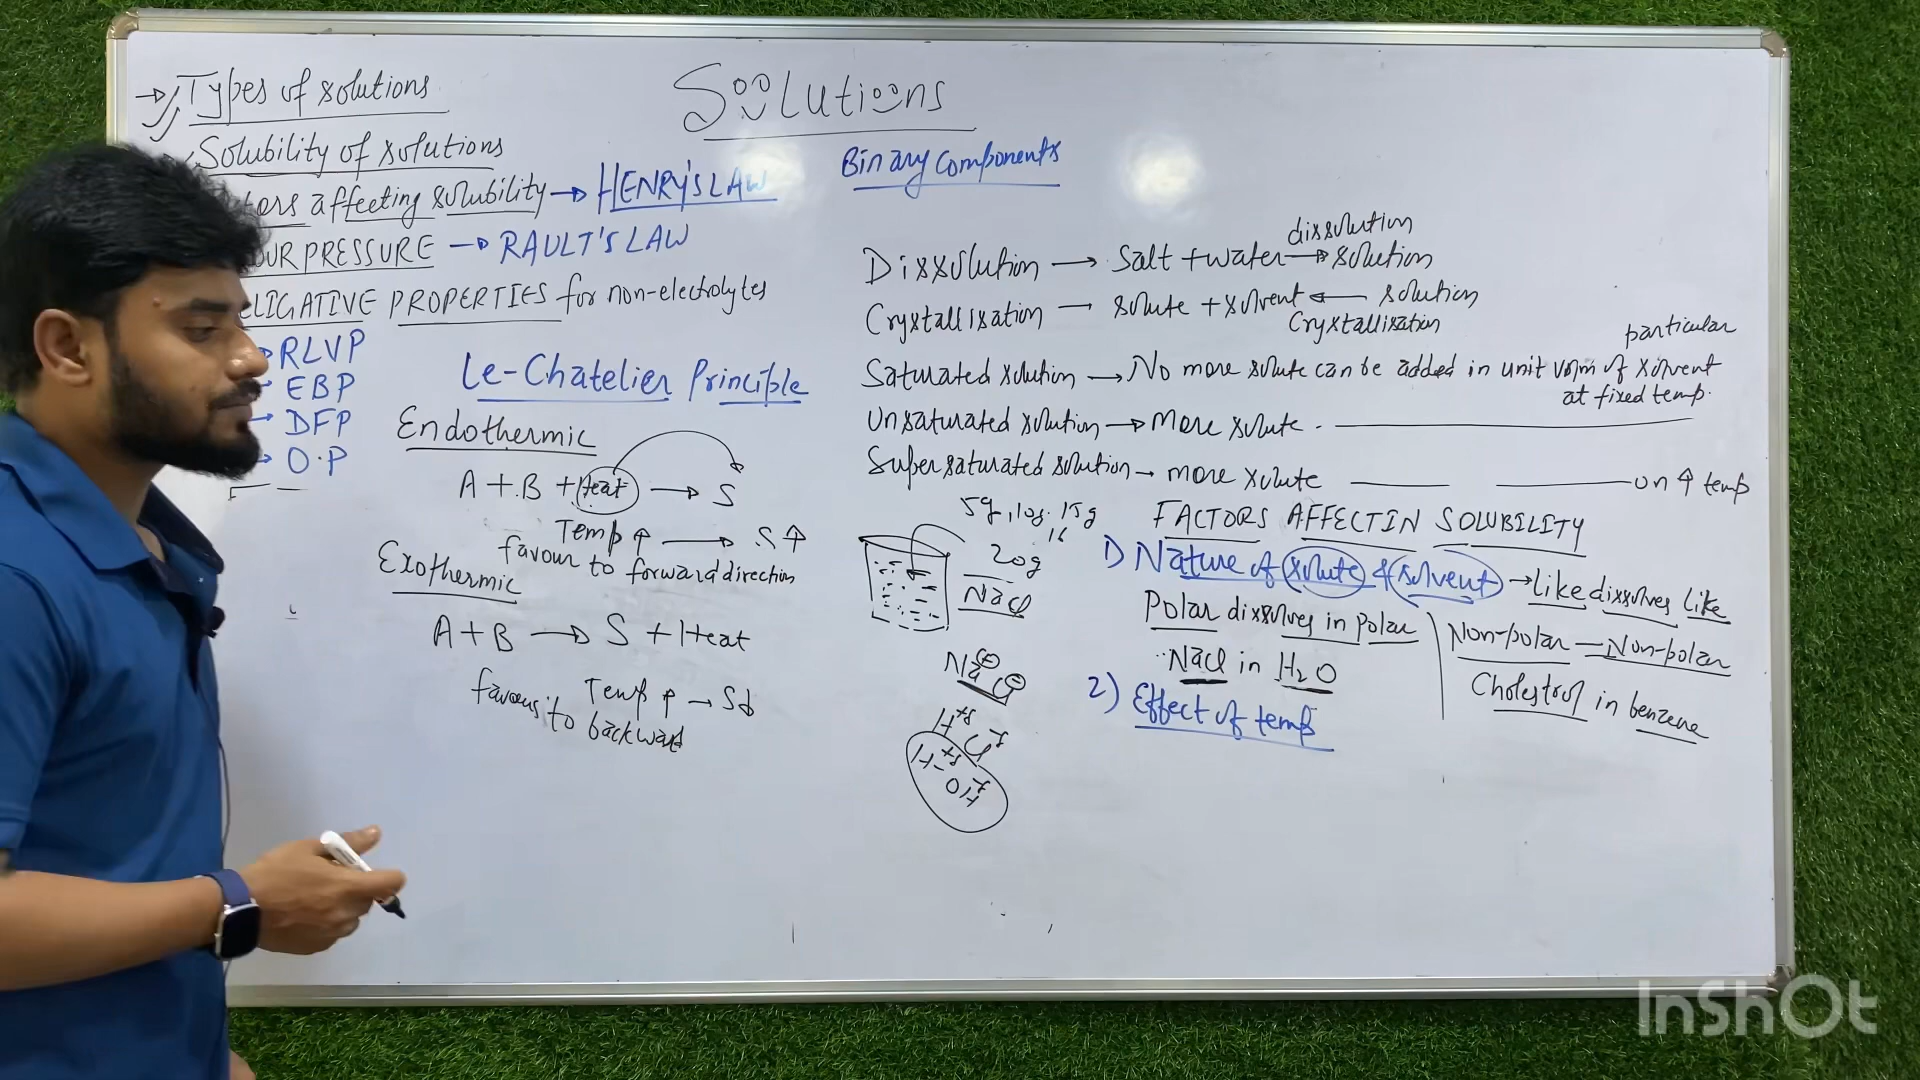 Solutions
Binary Components
Types of solutions
Solubility of solutions
affecting solubility → HENRY'S LAW
PRESSURE → RAULT'S LAW
LIGATIVE PROPERTIES for non-electrolytes
RLVP
EBP
DFP
O.P
Le-Chatelier Principle
Endothermic
A + B + Heat → S
Temp ↑ → S ↑
favour to forward direction
Exothermic
A + B → S + Heat
Temp ↑ → S ↓
favours to backward
Dissolution → Salt + water → solution
dissolution
Crystallisation — solute + solvent ← solution
Crystallisation
particular
Saturated solution → No more solute can be added in unit volm of solvent
at fixed temp.
Unsaturated solution → more solute
Supersaturated solution → more solute on ↑ temp
5g, 10g. 15g
16
20g
NaCl
Na⊕ Cl⊖
FACTORS AFFECTIN SOLUBILITY
1) Nature of solute & solvent → Like dissolves like
Polar dissolves in polar
NaCl in H₂O
Non-polar — Non-polar
Cholestrol in benzene
2) Effect of temp
InShOt